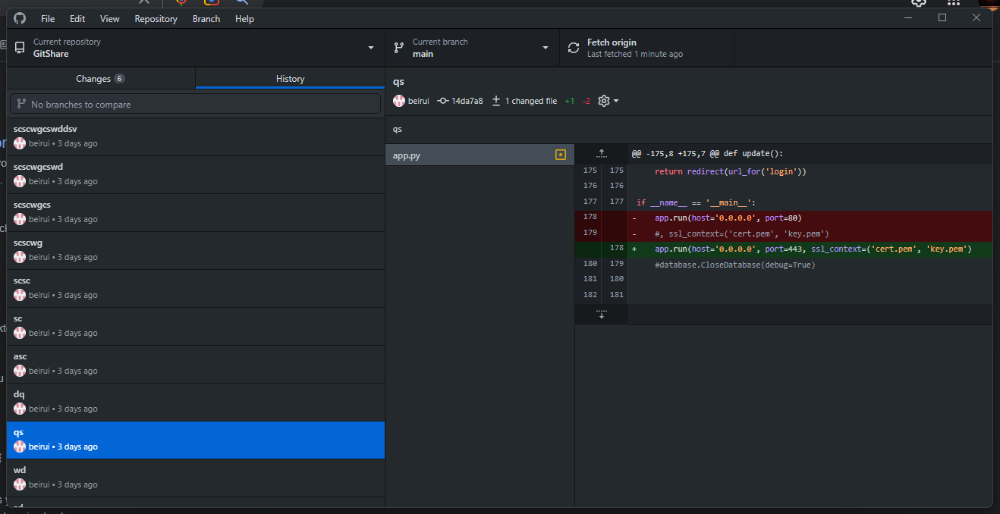 File Edit View Repository Branch Help
Current repository
GitShare
Current branch
main
Fetch origin
Last fetched 1 minute ago
Changes 6
History
No branches to compare
scscwgcswddsv
beirui • 3 days ago
scscwgcswd
beirui • 3 days ago
scscwgcs
beirui • 3 days ago
scscwg
beirui • 3 days ago
scsc
beirui • 3 days ago
sc
beirui • 3 days ago
asc
beirui • 3 days ago
dq
beirui • 3 days ago
qs
beirui • 3 days ago
wd
beirui • 3 days ago
qs
beirui 14da7a8 1 changed file +1 -2
qs
app.py
@@ -175,8 +175,7 @@ def update():
175 175 return redirect(url_for('login'))
176 176
177 177 if __name__ == '__main__':
178 - app.run(host='0.0.0.0', port=80)
179 - #, ssl_context=('cert.pem', 'key.pem')
178 + app.run(host='0.0.0.0', port=443, ssl_context=('cert.pem', 'key.pem')
180 179 #database.CloseDatabase(debug=True)
181 180
182 181